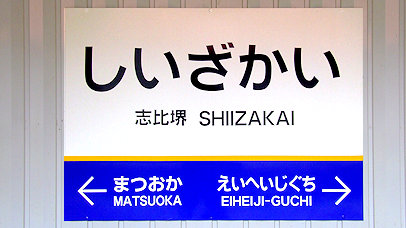 しいざかい
志比堺 SHIIZAKAI
← まつおか えいへいじぐち →
MATSUOKA EIHEIJI-GUCHI